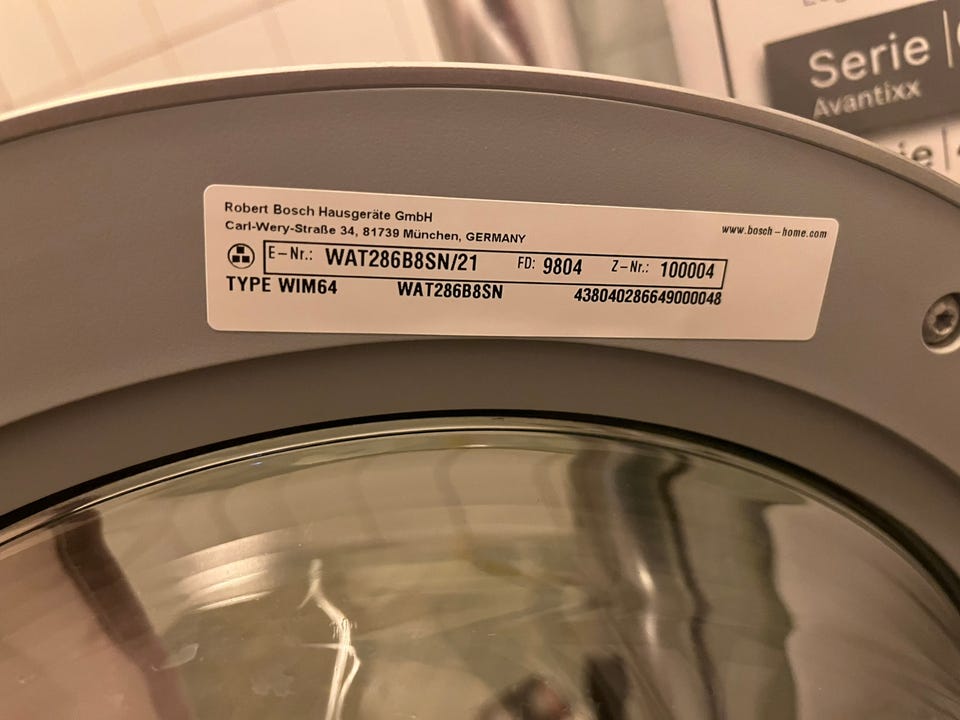 Serie |
Avantixx
Robert Bosch Hausgeräte GmbH
Carl-Wery-Straße 34, 81739 München, GERMANY
www.bosch-home.com
E-Nr.: WAT286B8SN/21 FD: 9804 Z-Nr.: 100004
TYPE WIM64 WAT286B8SN 438040286649000048